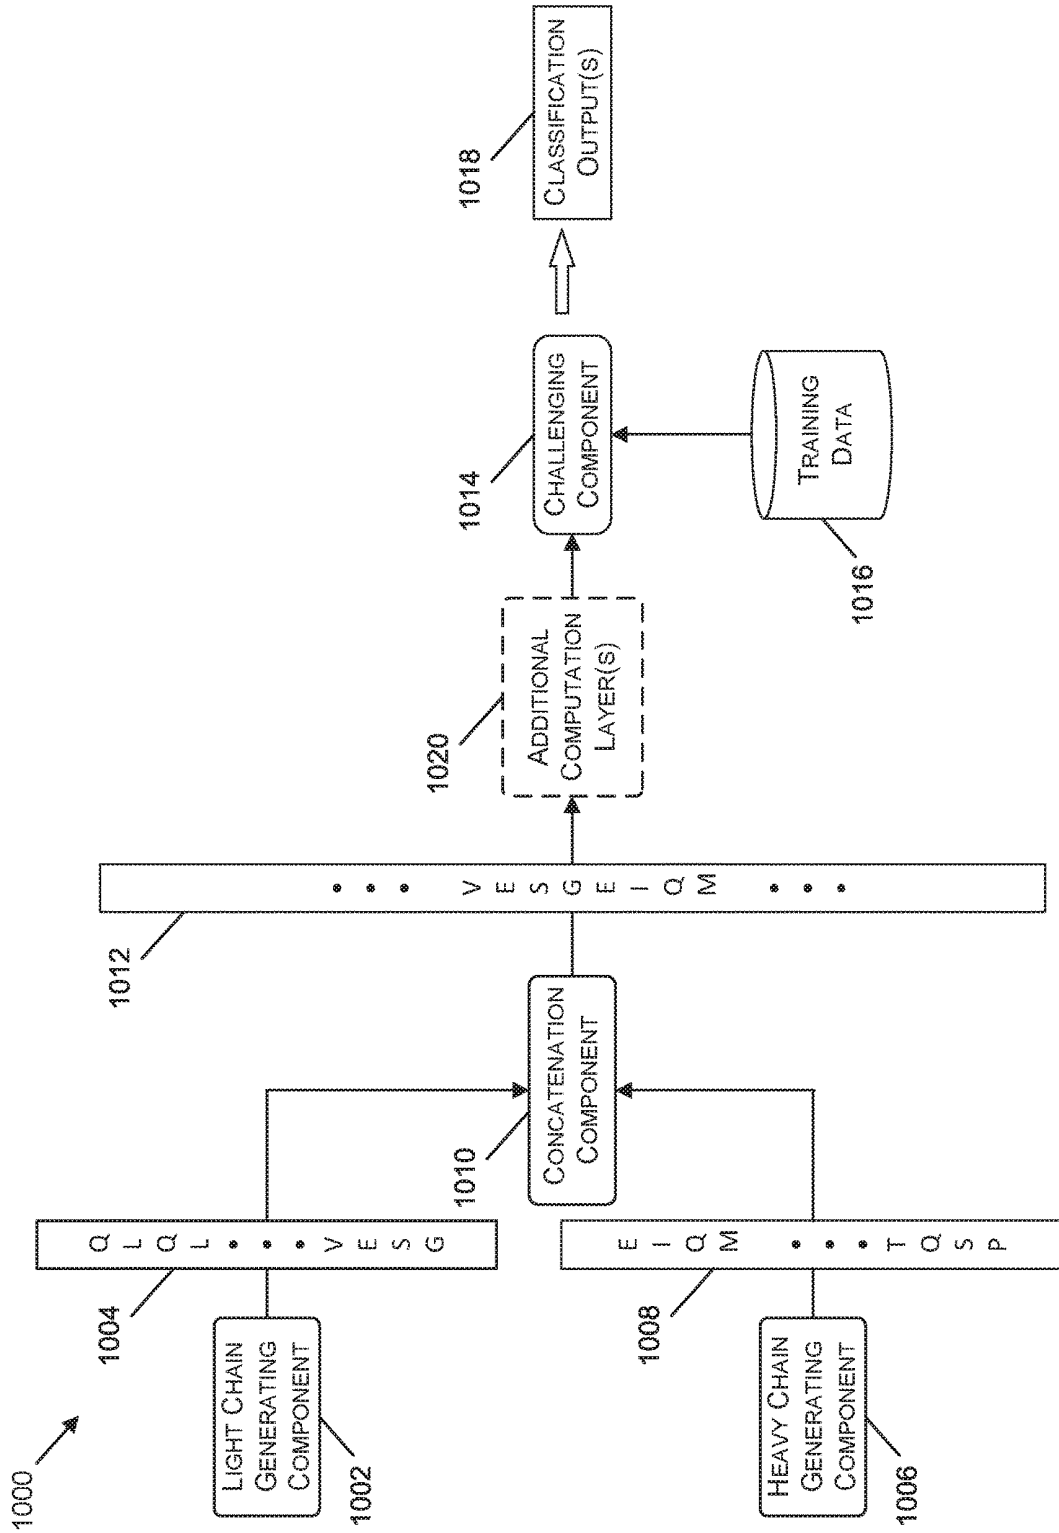 1000
LIGHT CHAIN
GENERATING
COMPONENT
1002
1004
Q L Q L • • • V E S G
HEAVY CHAIN
GENERATING
COMPONENT
1006
1008
E I Q M • • • T Q S P
1010
CONCATENATION
COMPONENT
1012
• • • V E S G E I Q M • • •
1020
ADDITIONAL
COMPUTATION
LAYER(S)
1014
CHALLENGING
COMPONENT
TRAINING
DATA
1016
1018
CLASSIFICATION
OUTPUT(S)